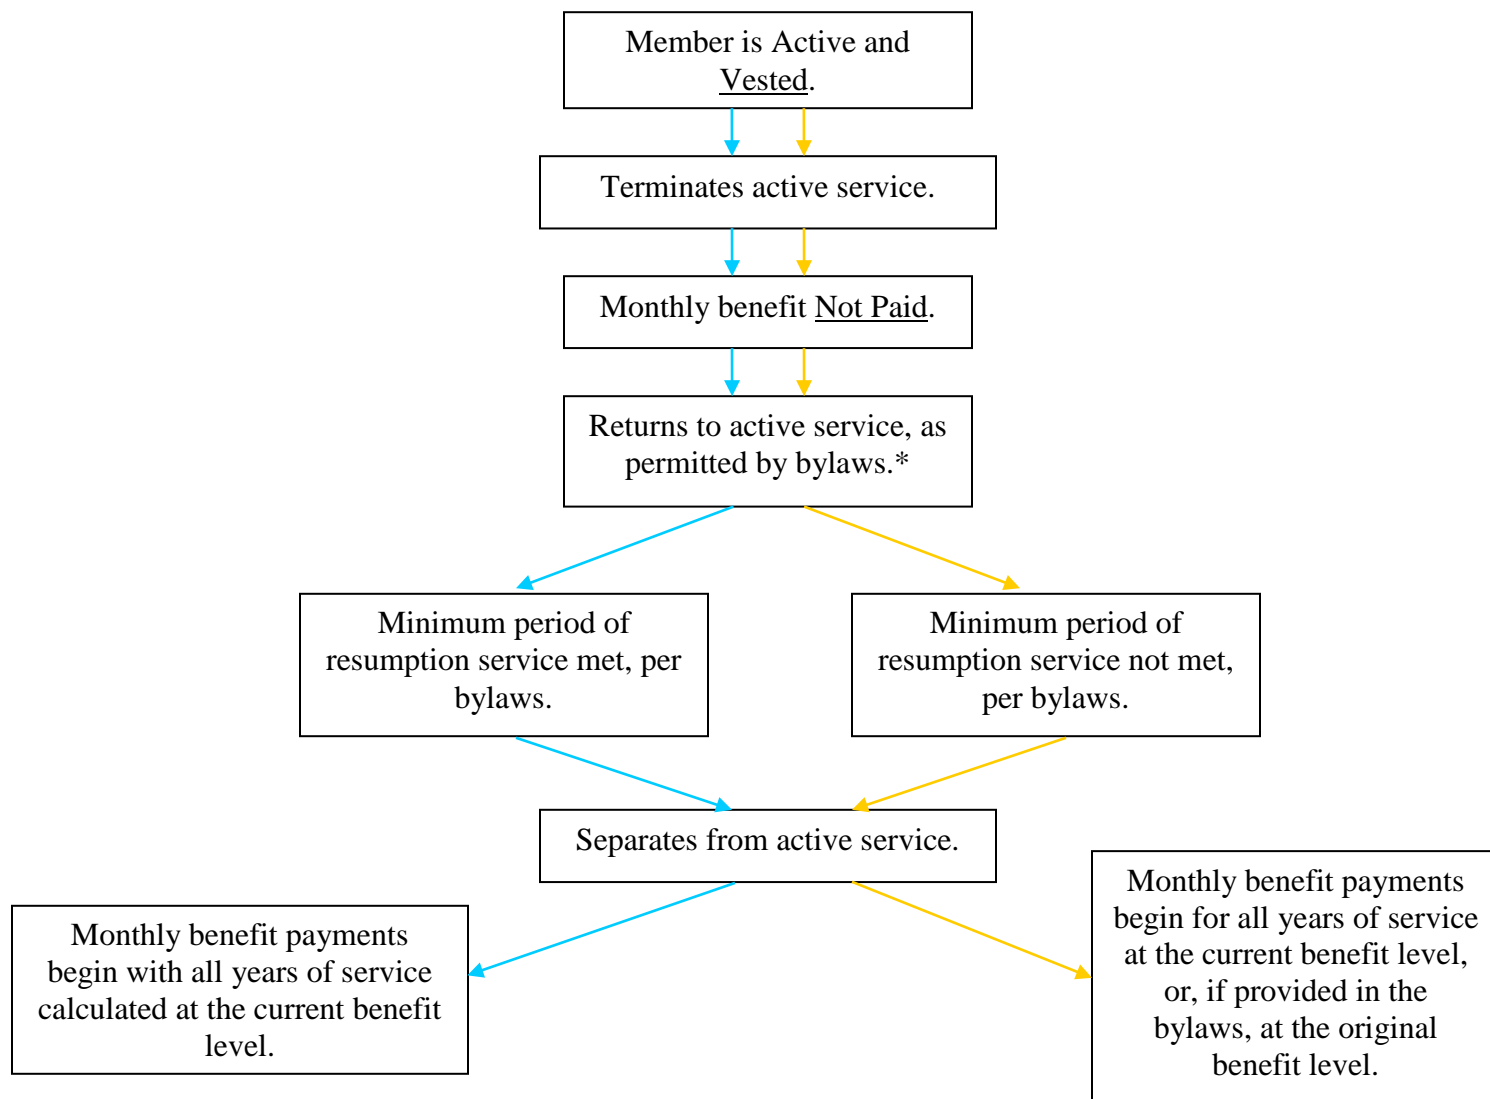 Member is Active and
Vested.
Terminates active service.
Monthly benefit Not Paid.
Returns to active service, as
permitted by bylaws.*
Minimum period of
resumption service met, per
bylaws.
Minimum period of
resumption service not met,
per bylaws.
Separates from active service.
Monthly benefit payments
begin with all years of service
calculated at the current benefit
level.
Monthly benefit payments
begin for all years of service
at the current benefit level,
or, if provided in the
bylaws, at the original
benefit level.